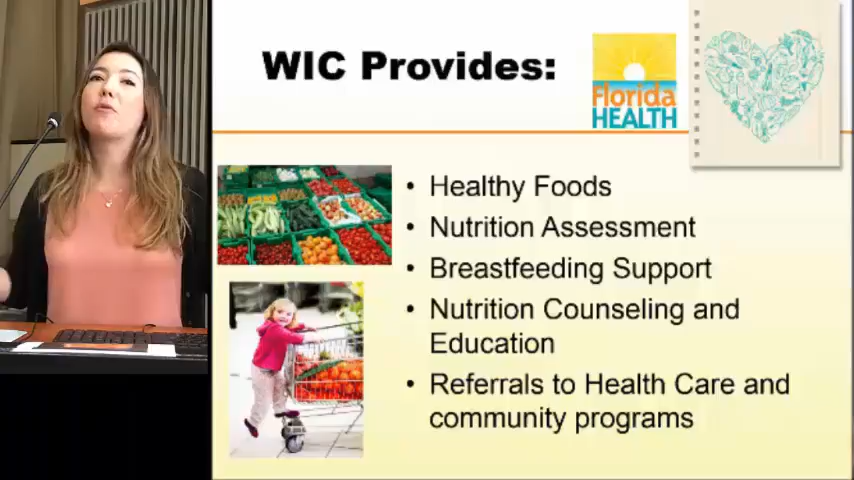 WIC Provides:
Florida
HEALTH
• Healthy Foods
• Nutrition Assessment
• Breastfeeding Support
• Nutrition Counseling and
Education
• Referrals to Health Care and
community programs